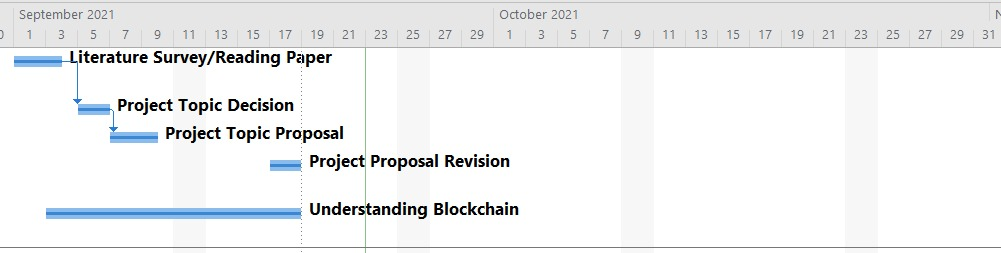 September 2021 October 2021 N
0 1 3 5 7 9 11 13 15 17 19 21 23 25 27 29 1 3 5 7 9 11 13 15 17 19 21 23 25 27 29 31
Literature Survey/Reading Paper
Project Topic Decision
Project Topic Proposal
Project Proposal Revision
Understanding Blockchain